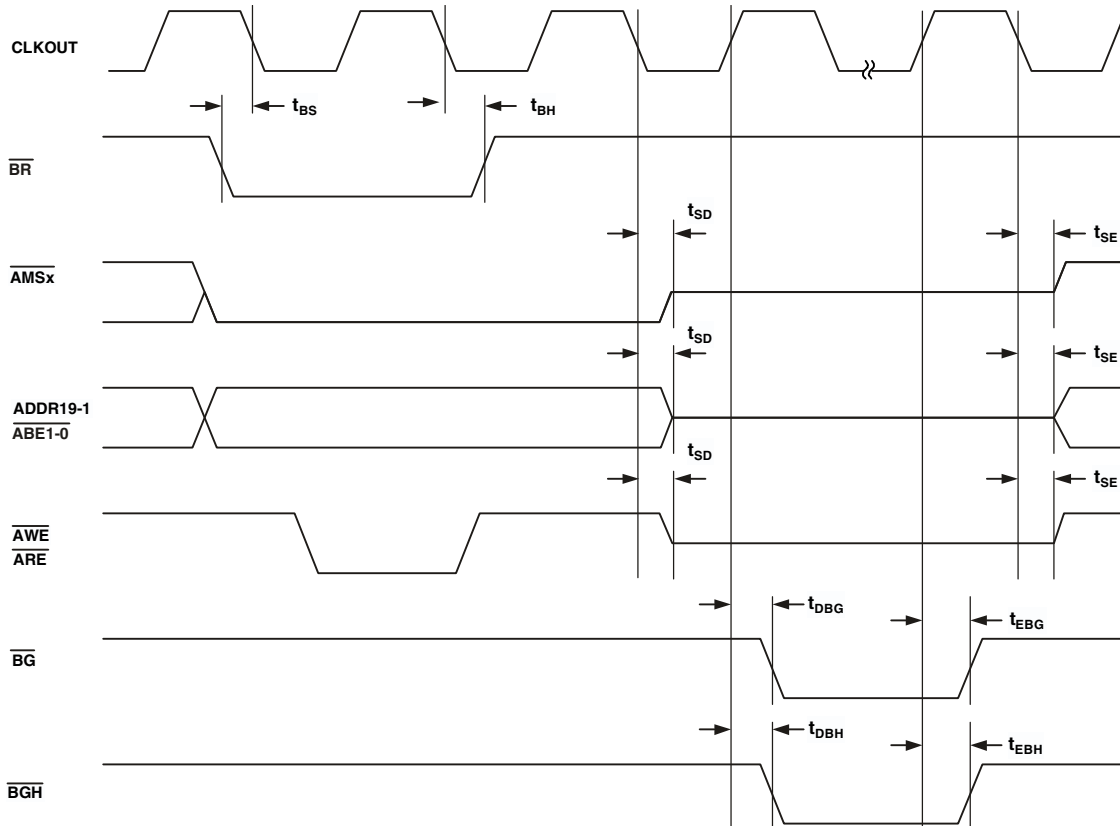 CLKOUT
tBS
tBH
BR
tSD
tSE
AMSx
tSD
tSE
ADDR19-1
ABE1-0
tSD
tSE
AWE
ARE
tDBG
tEBG
BG
tDBH
tEBH
BGH